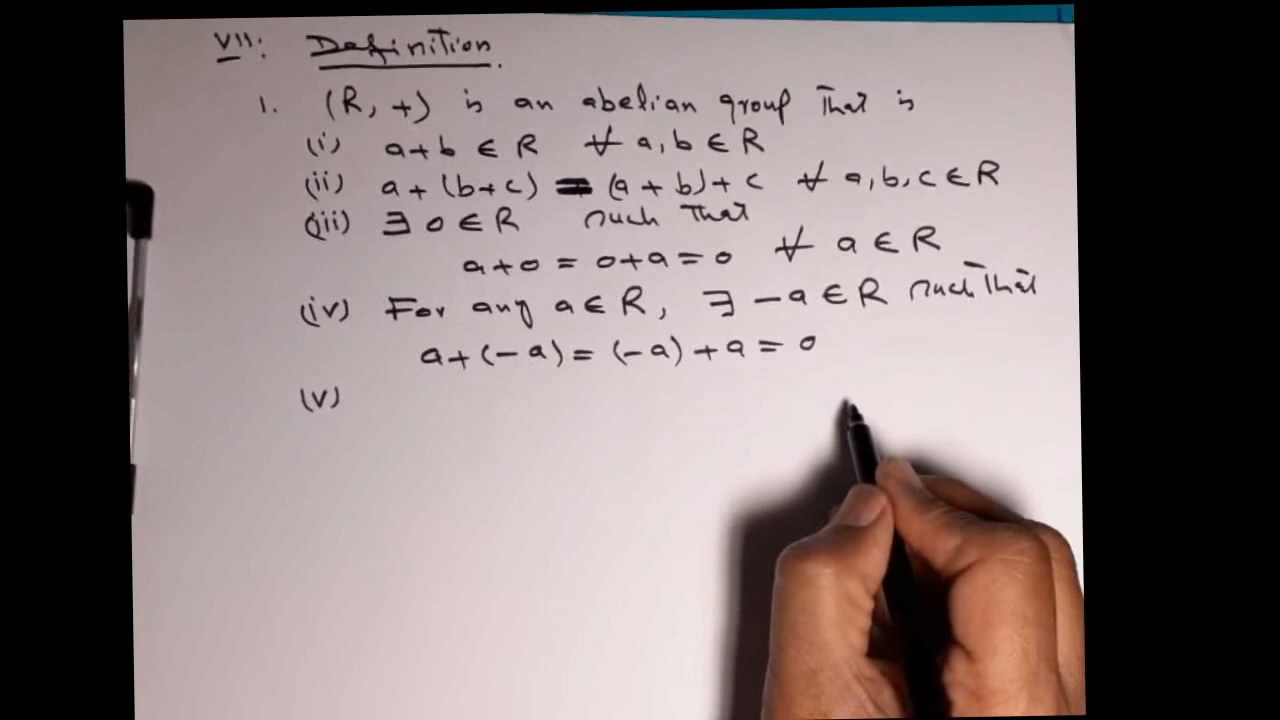 VII: Definition.
1. (R, +) is an abelian group that is
(i) a+b ∈ R ∀ a, b ∈ R
(ii) a + (b+c) = (a + b)+c ∀ a, b, c ∈ R
(iii) ∃ 0 ∈ R such that
a+0 = 0+a = 0 ∀ a ∈ R
(iv) For any a ∈ R, ∃ -a ∈ R such that
a+(-a) = (-a)+a = 0
(v)